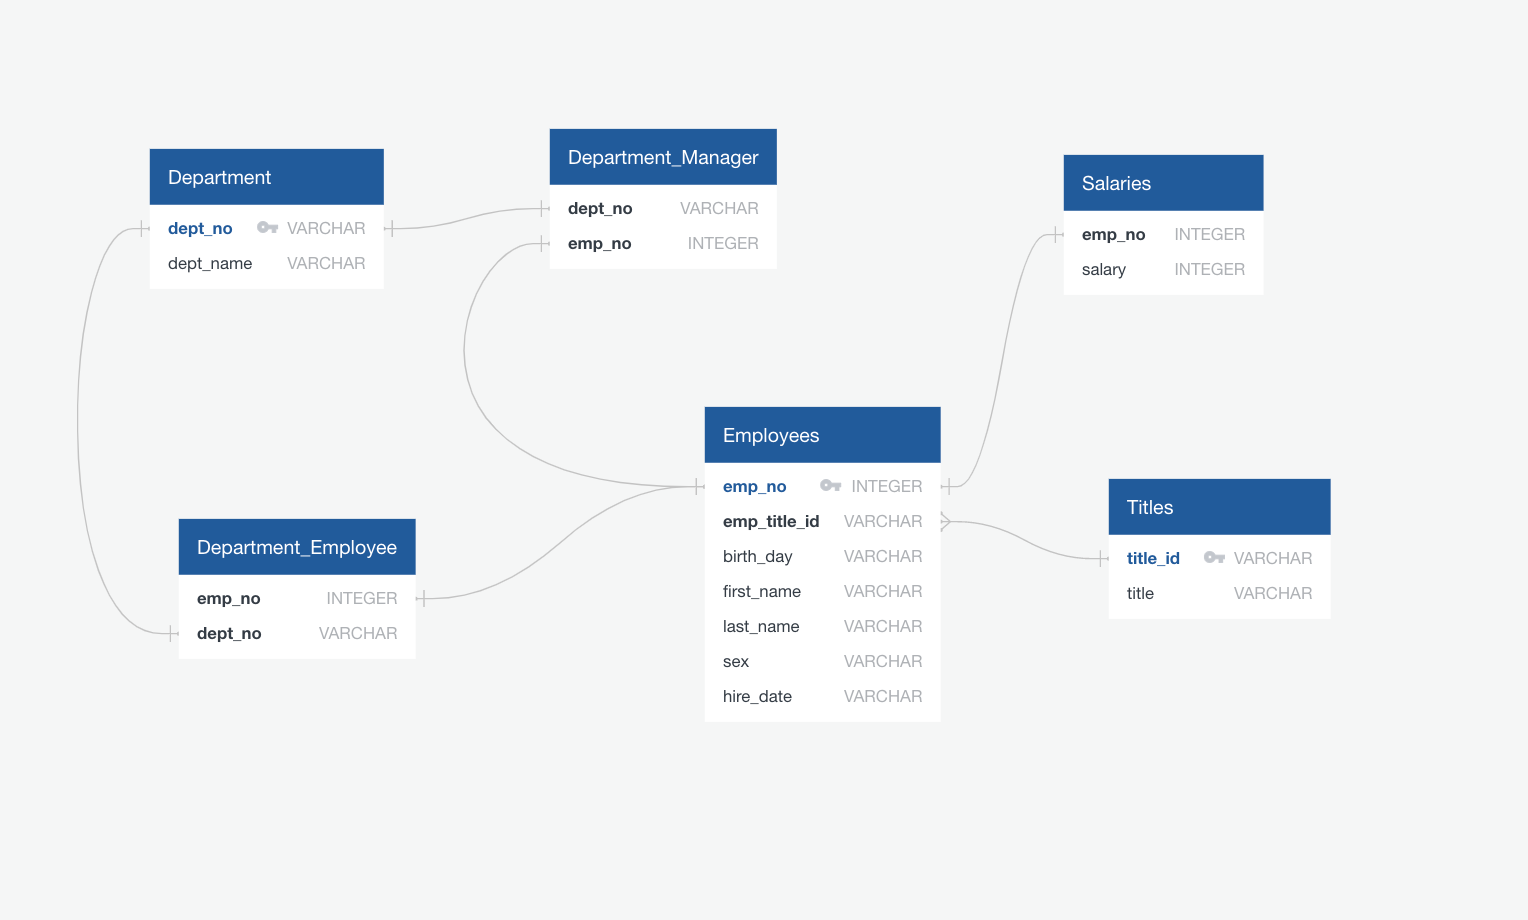 Department
dept_no VARCHAR
dept_name VARCHAR
Department_Manager
dept_no VARCHAR
emp_no INTEGER
Salaries
emp_no INTEGER
salary INTEGER
Employees
emp_no INTEGER
emp_title_id VARCHAR
birth_day VARCHAR
first_name VARCHAR
last_name VARCHAR
sex VARCHAR
hire_date VARCHAR
Titles
title_id VARCHAR
title VARCHAR
Department_Employee
emp_no INTEGER
dept_no VARCHAR